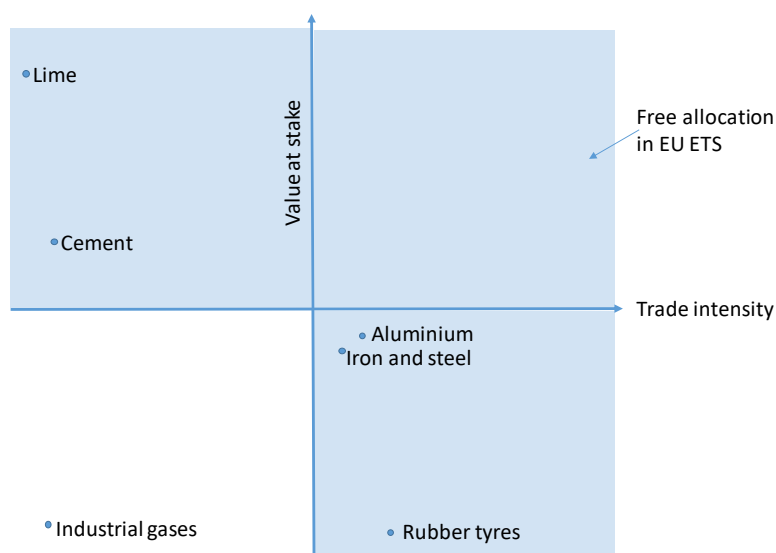 Lime
Value at stake
Free allocation
in EU ETS
Cement
Trade intensity
Aluminium
Iron and steel
Industrial gases
Rubber tyres